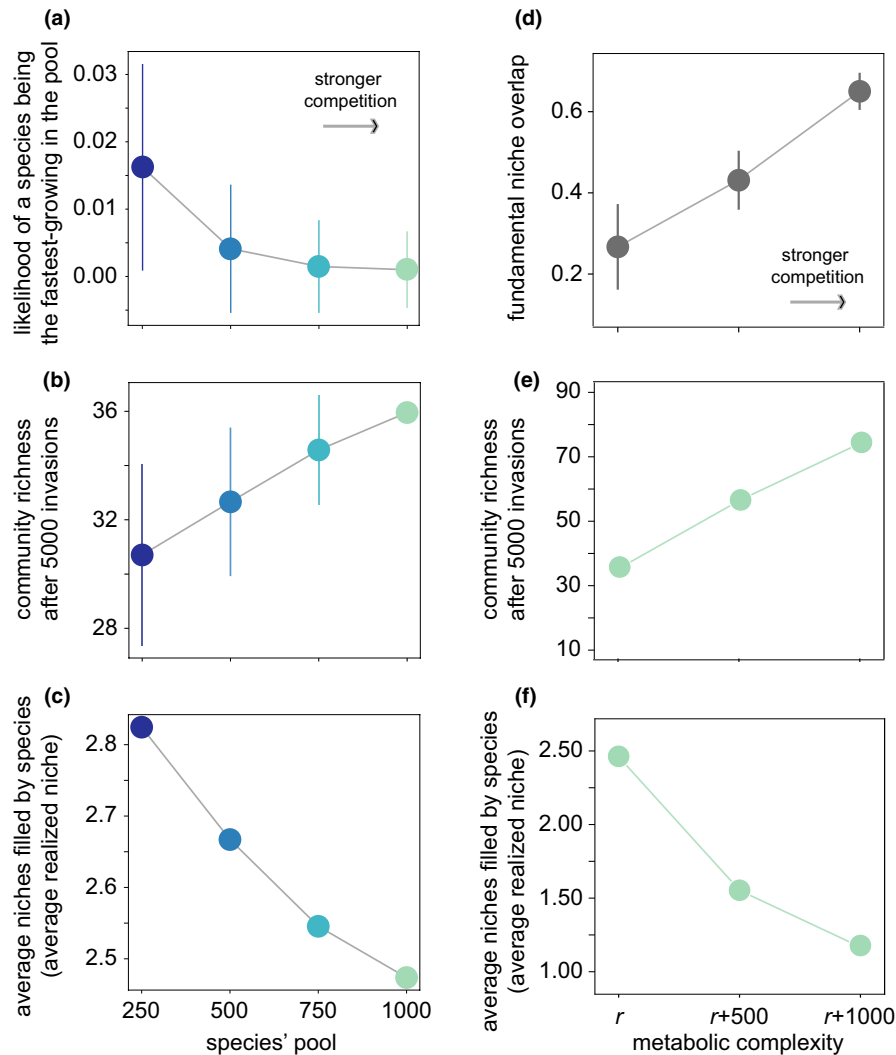 (a)
likelihood of a species being
the fastest-growing in the pool
0.03
0.02
0.01
0.00
stronger
competition
(b)
community richness
after 5000 invasions
36
32
28
(c)
average niches filled by species
(average realized niche)
2.8
2.7
2.6
2.5
250 500 750 1000
species' pool
(d)
fundamental niche overlap
0.6
0.4
0.2
stronger
competition
(e)
community richness
after 5000 invasions
90
70
50
30
10
(f)
average niches filled by species
(average realized niche)
2.50
2.00
1.50
1.00
r r+500 r+1000
metabolic complexity